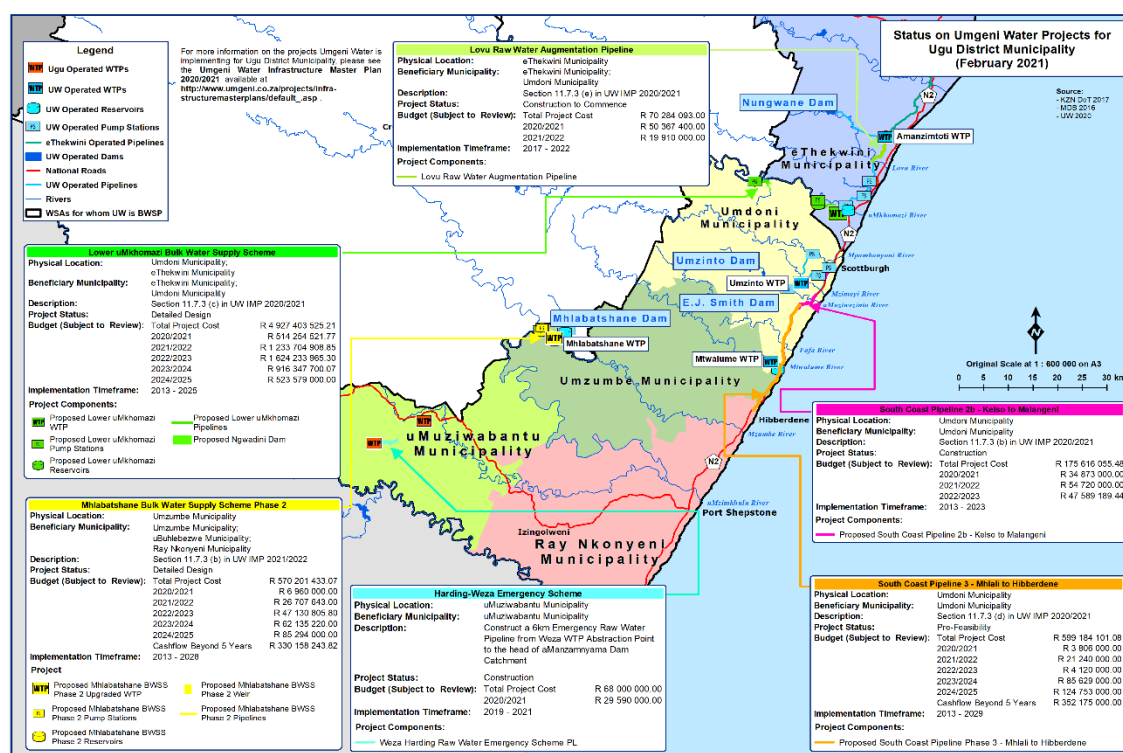 Status on Umgeni Water Projects for
Ugu District Municipality
(February 2021)
Source:
- KZN DoT 2017
- MDB 2016
- UW 2020
Legend
WTP Ugu Operated WTPs
WTP UW Operated WTPs
UW Operated Reservoirs
PS UW Operated Pump Stations
eThekwini Operated Pipelines
UW Operated Dams
National Roads
UW Operated Pipelines
Rivers
WSAs for whom UW is BWSP
For more information on the projects Umgeni Water is
implementing for Ugu District Municipality, please see
the Umgeni Water Infrastructure Master Plan
2020/2021 available at
http://www.umgeni.co.za/projects/infra-
structuremasterplans/default_.asp .
Lovu Raw Water Augmentation Pipeline
Physical Location: eThekwini Municipality
Beneficiary Municipality: eThekwini Municipality;
Umdoni Municipality
Description: Section 11.7.3 (e) in UW IMP 2020/2021
Project Status: Construction to Commence
Budget (Subject to Review): Total Project Cost R 70 284 093.00
2020/2021 R 50 367 400.00
2021/2022 R 19 910 000.00
Implementation Timeframe: 2017 - 2022
Project Components:
Lovu Raw Water Augmentation Pipeline
Lower uMkhomazi Bulk Water Supply Scheme
Physical Location: Umdoni Municipality;
eThekwini Municipality
Beneficiary Municipality: eThekwini Municipality;
Umdoni Municipality
Description: Section 11.7.3 (c) in UW IMP 2020/2021
Project Status: Detailed Design
Budget (Subject to Review): Total Project Cost R 4 927 403 525.21
2020/2021 R 514 264 621.77
2021/2022 R 1 233 704 908.85
2022/2023 R 1 624 233 965.30
2023/2024 R 916 347 700.07
2024/2025 R 523 579 000.00
Implementation Timeframe: 2013 - 2025
Project Components:
WTP Proposed Lower uMkhomazi
WTP
Proposed Lower uMkhomazi
Pipelines
PS Proposed Lower uMkhomazi
Pump Stations
Proposed Ngwadini Dam
Proposed Lower uMkhomazi
Reservoirs
Mhlabatshane Bulk Water Supply Scheme Phase 2
Physical Location: Umzumbe Municipality
Beneficiary Municipality: Umzumbe Municipality;
uBuhlebezwe Municipality;
Ray Nkonyeni Municipality
Description: Section 11.7.3 (b) in UW IMP 2021/2022
Project Status: Detailed Design
Budget (Subject to Review): Total Project Cost R 570 201 433.07
2020/2021 R 6 960 000.00
2021/2022 R 26 707 643.00
2022/2023 R 47 130 805.80
2023/2024 R 62 135 220.00
2024/2025 R 85 294 000.00
Cashflow Beyond 5 Years R 330 158 243.82
Implementation Timeframe: 2013 - 2028
Project
WTP Proposed Mhlabatshane BWSS
Phase 2 Upgraded WTP
Proposed Mhlabatshane BWSS
Phase 2 Weir
PS Proposed Mhlabatshane BWSS
Phase 2 Pump Stations
Proposed Mhlabatshane BWSS
Phase 2 Pipelines
Proposed Mhlabatshane BWSS
Phase 2 Reservoirs
Harding-Weza Emergency Scheme
Physical Location: uMuziwabantu Municipality
Beneficiary Municipality: uMuziwabantu Municipality
Description: Construct a 6km Emergency Raw Water
Pipeline from Weza WTP Abstraction Point
to the head of aManzamnyama Dam
Catchment
Project Status: Construction
Budget (Subject to Review): Total Project Cost R 68 000 000.00
2020/2021 R 29 590 000.00
Implementation Timeframe: 2019 - 2021
Project Components:
Weza Harding Raw Water Emergency Scheme PL
South Coast Pipeline 2b - Kelso to Malangeni
Physical Location: Umdoni Municipality
Beneficiary Municipality: Umdoni Municipality
Description: Section 11.7.3 (b) in UW IMP 2020/2021
Project Status: Construction
Budget (Subject to Review): Total Project Cost R 175 616 055.48
2020/2021 R 34 873 000.00
2021/2022 R 54 720 000.00
2022/2023 R 47 589 189.44
Implementation Timeframe: 2013 - 2023
Project Components:
Proposed South Coast Pipeline 2b - Kelso to Malangeni
South Coast Pipeline 3 - Mhlali to Hibberdene
Physical Location: Umdoni Municipality
Beneficiary Municipality: Umdoni Municipality
Description: Section 11.7.3 (d) in UW IMP 2020/2021
Project Status: Pre-Feasibility
Budget (Subject to Review): Total Project Cost R 599 184 101.08
2020/2021 R 3 806 000.00
2021/2022 R 21 240 000.00
2022/2023 R 4 120 000.00
2023/2024 R 85 629 000.00
2024/2025 R 124 753 000.00
Cashflow Beyond 5 Years R 352 175 000.00
Implementation Timeframe: 2013 - 2029
Project Components:
Proposed South Coast Pipeline Phase 3 - Mhlali to Hibberdene
N
Original Scale at 1 : 600 000 on A3
0 5 10 15 20 25 30 km
N2
Nungwane Dam
WTP
Amanzimtoti WTP
eThekwini
Municipality
Lovu River
PS
PS
WTP
uMkhomazi River
N2
Umdoni
Municipality
Mpambanyoni River
Umzinto Dam
PS
Scottburgh
Umzinto WTP
WTP
PS
Mzimayi River
E.J. Smith Dam
uMuziwezinto River
Mhlabatshane Dam
WTP
Mhlabatshane WTP
Fafa River
Mtwalume WTP
WTP
Mtwalume River
Umzumbe Municipality
Hibberdene
Mzumbe River
WTP
WTP
uMuziwabantu
Municipality
N2
uMzimkhulu River
Port Shepstone
Izingolweni
Ray Nkonyeni
Municipality